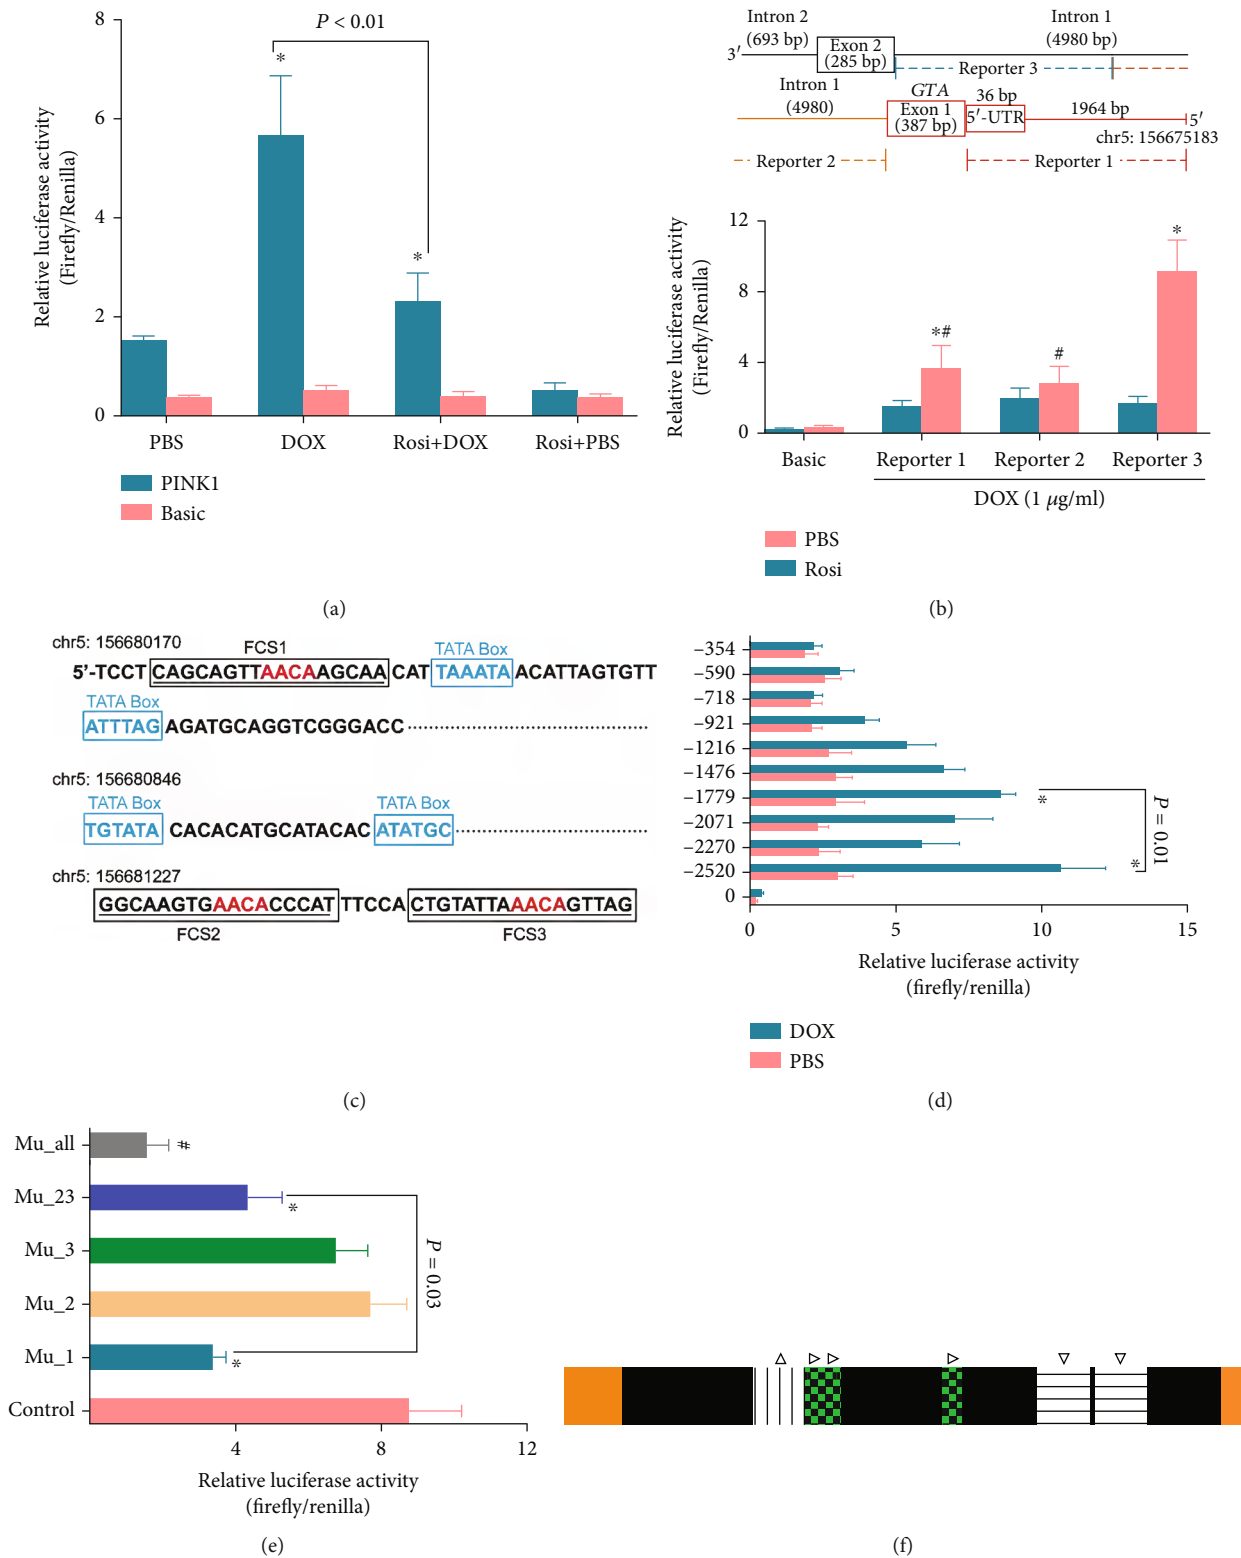 8
6
4
2
0
Relative luciferase activity
(Firefly/Renilla)
P < 0.01
*
*
PBS
DOX
Rosi+DOX
Rosi+PBS
PINK1
Basic
(a)
Intron 2
(693 bp)
Intron 1
(4980 bp)
3′
Exon 2
(285 bp)
Reporter 3
Intron 1
(4980)
GTA
Exon 1
(387 bp)
36 bp
5′-UTR
1964 bp
5′
chr5: 156675183
Reporter 2
Reporter 1
12
8
4
0
Relative luciferase activity
(Firefly/Renilla)
*#
#
*
Basic
Reporter 1
Reporter 2
Reporter 3
DOX (1 μg/ml)
PBS
Rosi
(b)
chr5: 156680170
FCS1
TATA Box
5’-TCCT CAGCAGTTAACAAGCAA CAT TAAATA ACATTAGTGTT
TATA Box
ATTTAG AGATGCAGGTCGGGACC
chr5: 156680846
TATA Box
TATA Box
TGTATA CACACATGCATACAC ATATGC
chr5: 156681227
GGCAAGTGAACACCCAT TTCCA CTGTATTAAACAGTTAG
FCS2
FCS3
(c)
–354
–590
–718
–921
–1216
–1476
–1779
–2071
–2270
–2520
0
*
*
P = 0.01
0
5
10
15
Relative luciferase activity
(firefly/renilla)
DOX
PBS
(d)
Mu_all
Mu_23
Mu_3
Mu_2
Mu_1
Control
#
*
*
P = 0.03
4
8
12
Relative luciferase activity
(firefly/renilla)
(e)
(f)